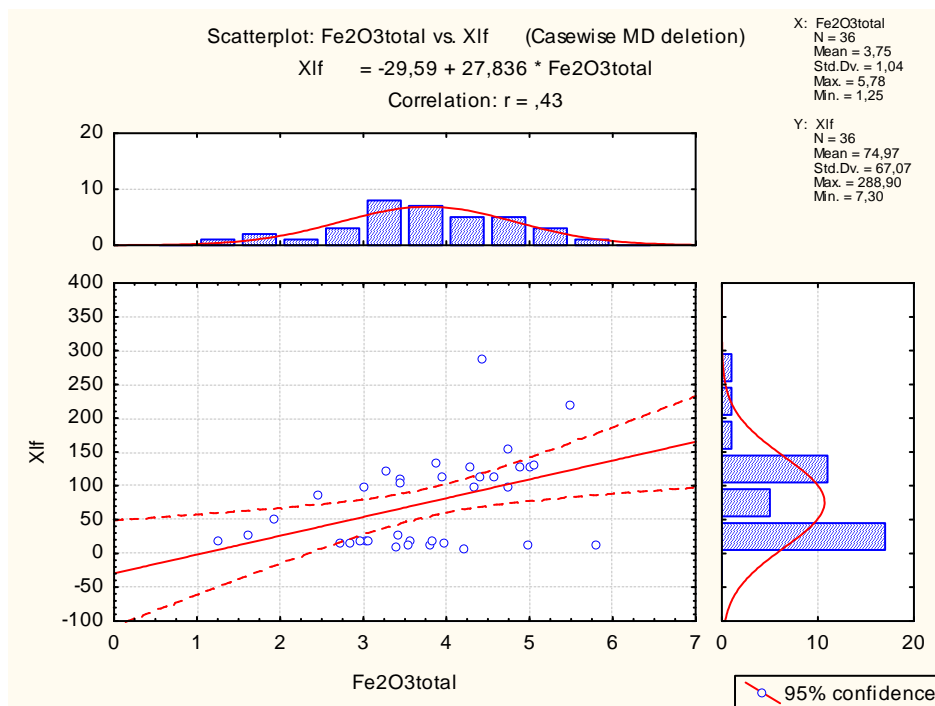 Scatterplot: Fe2O3total vs. Xlf (Casewise MD deletion)
Xlf = -29,59 + 27,836 * Fe2O3total
Correlation: r = ,43
X: Fe2O3total
N = 36
Mean = 3,75
Std.Dv. = 1,04
Max. = 5,78
Min. = 1,25
Y: Xlf
N = 36
Mean = 74,97
Std.Dv. = 67,07
Max. = 288,90
Min. = 7,30
20
10
0
400
350
300
250
200
150
100
50
0
-50
-100
Xlf
0 1 2 3 4 5 6 7
Fe2O3total
0 10 20
95% confidence